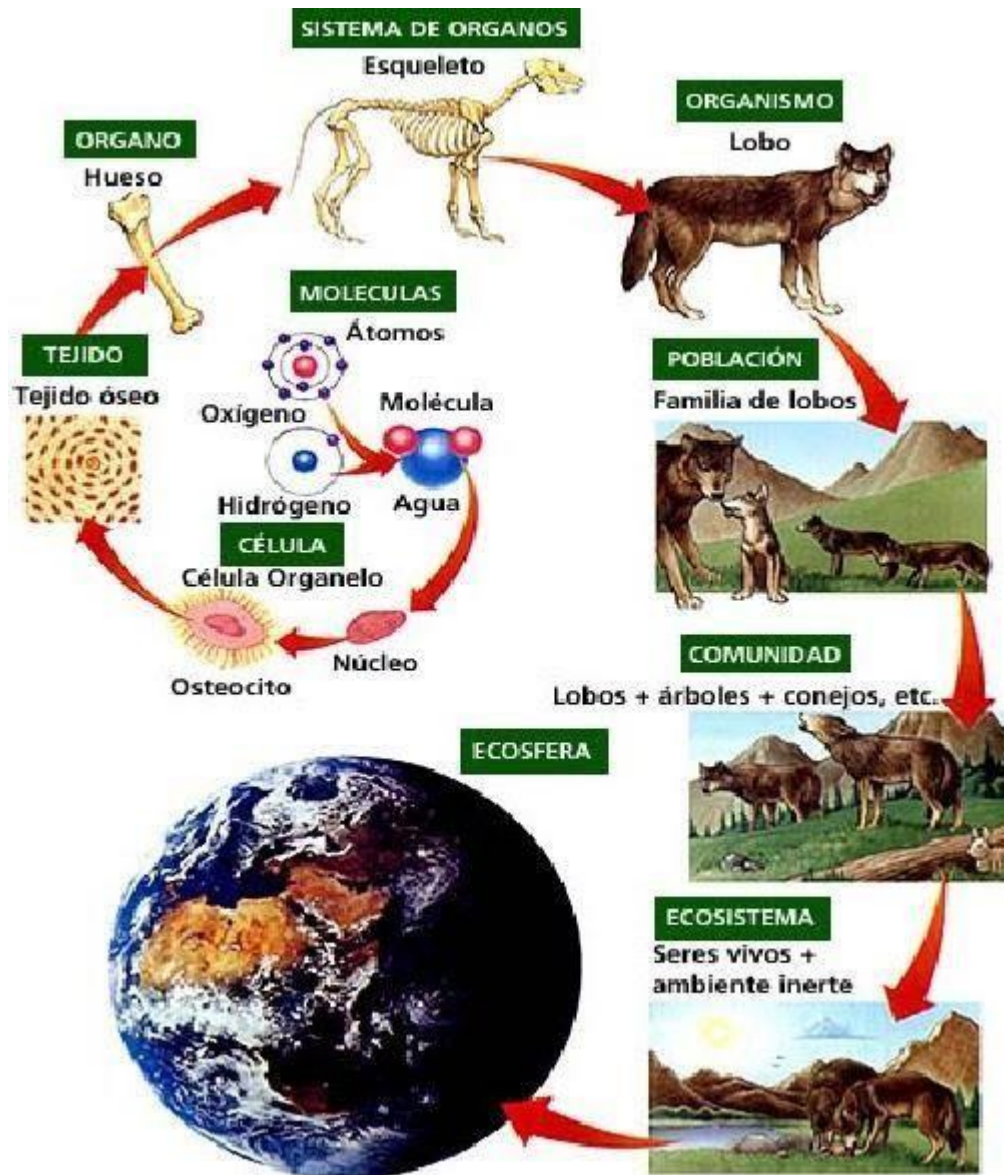 SISTEMA DE ORGANOS
Esqueleto
ORGANISMO
Lobo
ORGANO
Hueso
MOLECULAS
Átomos
Oxígeno
Molécula
Hidrógeno
Agua
TEJIDO
Tejido óseo
CÉLULA
Célula Organelo
Núcleo
Osteocito
POBLACIÓN
Familia de lobos
COMUNIDAD
Lobos + árboles + conejos, etc.
ECOSISTEMA
Seres vivos +
ambiente inerte
ECOSFERA